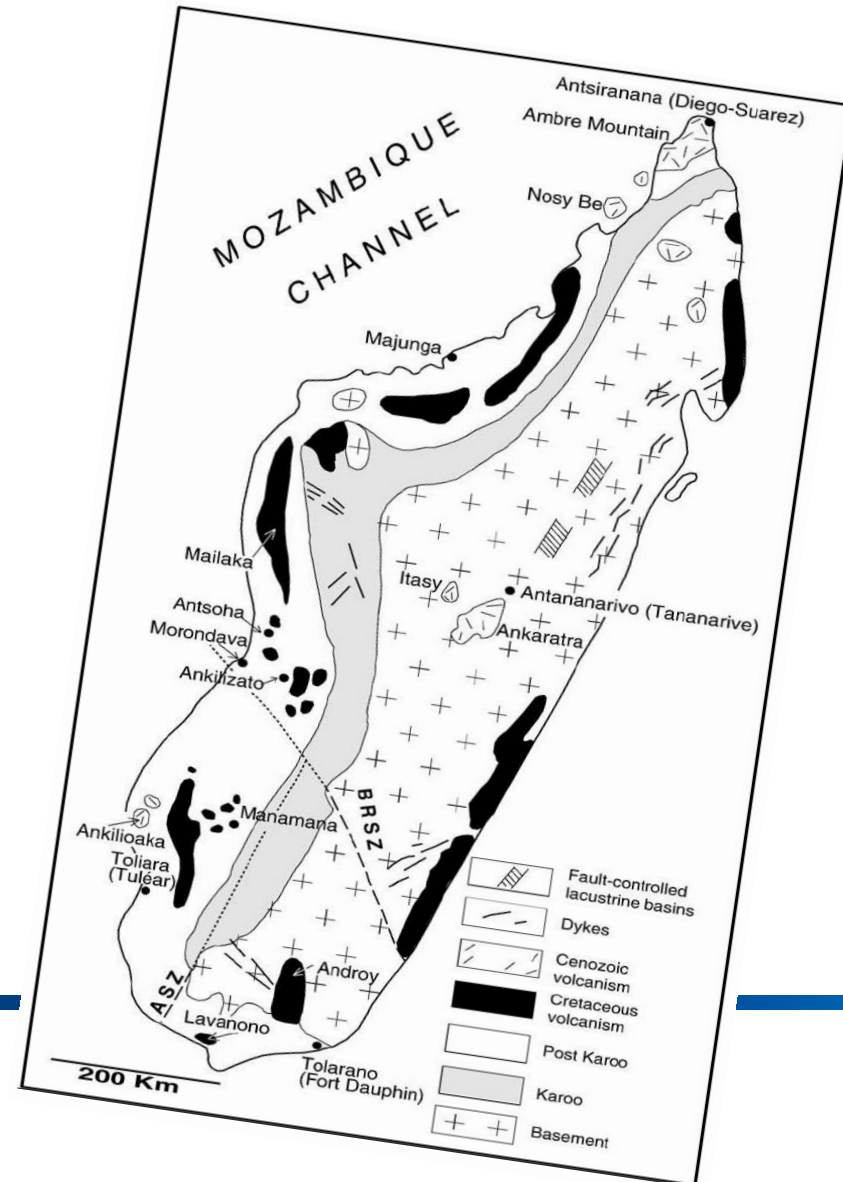 Antsiranana (Diego-Suarez)
Ambre Mountain
MOZAMBIQUE
CHANNEL
Nosy Be
Majunga
Mailaka
Itasy
Antananarivo (Tananarive)
Antsoha
Morondava
Ankaratra
Ankilizato
BRSZ
Manamana
Ankilioaka
Toliara
(Tuléar)
Androy
ASZ
Lavanono
Tolarano
(Fort Dauphin)
200 Km
Fault-controlled
lacustrine basins
Dykes
Cenozoic
volcanism
Cretaceous
volcanism
Post Karoo
Karoo
Basement